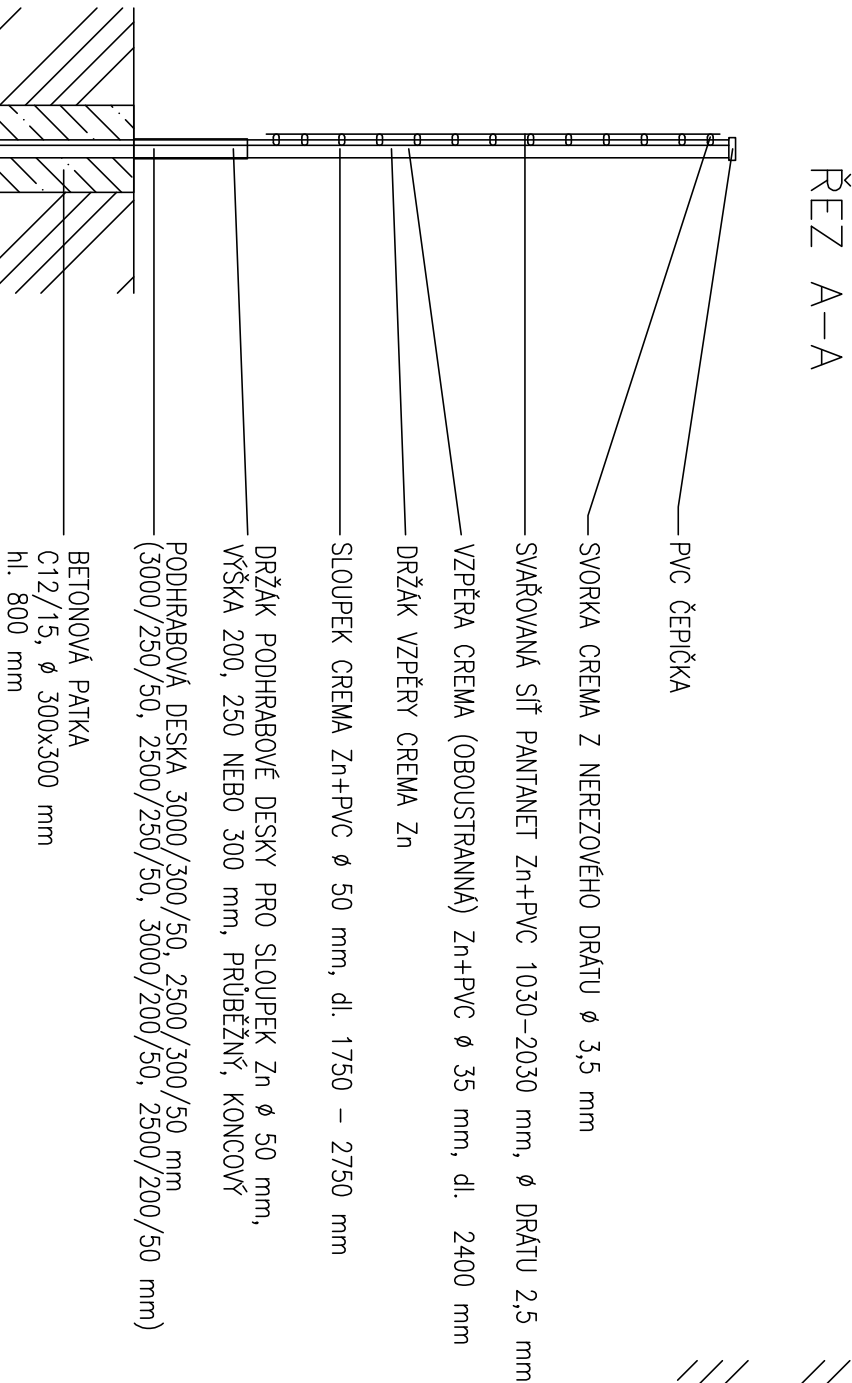 ŘEZ A-A
PVC ČEPIČKA
SVORKA CREMA Z NEREZOVÉHO DRÁTU ø 3,5 mm
SVAŘOVANÁ SÍŤ PANTANET Zn+PVC 1030-2030 mm, ø DRÁTU 2,5 mm
VZPĚRA CREMA (OBOUSTRANNÁ) Zn+PVC ø 35 mm, dl. 2400 mm
DRŽÁK VZPĚRY CREMA Zn
SLOUPEK CREMA Zn+PVC ø 50 mm, dl. 1750 - 2750 mm
DRŽÁK PODHRABOVÉ DESKY PRO SLOUPEK Zn ø 50 mm,
VÝŠKA 200, 250 NEBO 300 mm, PRŮBĚŽNÝ, KONCOVÝ
PODHRABOVÁ DESKA 3000/300/50, 2500/300/50 mm
(3000/250/50, 2500/250/50, 3000/200/50, 2500/200/50 mm)
BETONOVÁ PATKA
C12/15, ø 300x300 mm
hl. 800 mm